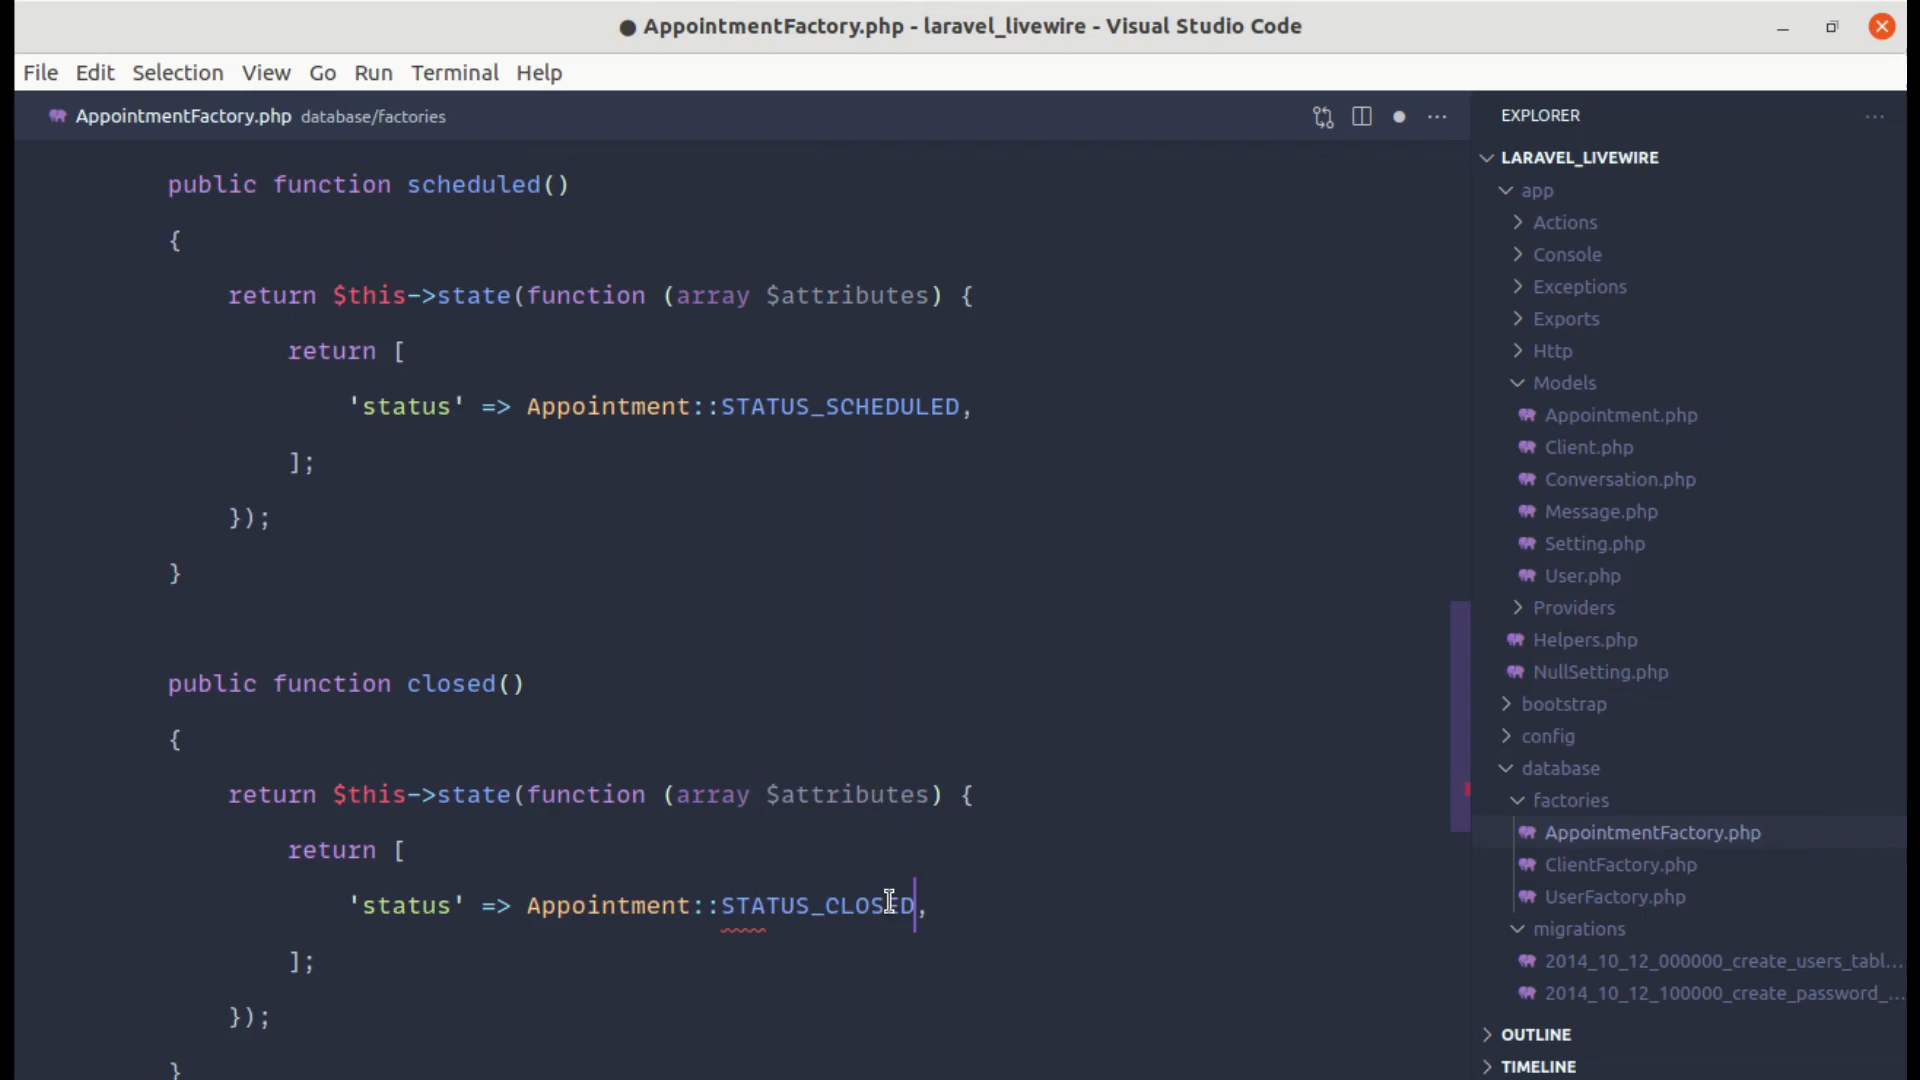 ● AppointmentFactory.php - laravel_livewire - Visual Studio Code
File Edit Selection View Go Run Terminal Help
AppointmentFactory.php database/factories
public function scheduled()
{
return $this->state(function (array $attributes) {
return [
'status' => Appointment::STATUS_SCHEDULED,
];
});
}
public function closed()
{
return $this->state(function (array $attributes) {
return [
'status' => Appointment::STATUS_CLOSED,
];
});
}
EXPLORER
LARAVEL_LIVEWIRE
app
Actions
Console
Exceptions
Exports
Http
Models
Appointment.php
Client.php
Conversation.php
Message.php
Setting.php
User.php
Providers
Helpers.php
NullSetting.php
bootstrap
config
database
factories
AppointmentFactory.php
ClientFactory.php
UserFactory.php
migrations
2014_10_12_000000_create_users_tabl...
2014_10_12_100000_create_password_...
OUTLINE
TIMELINE